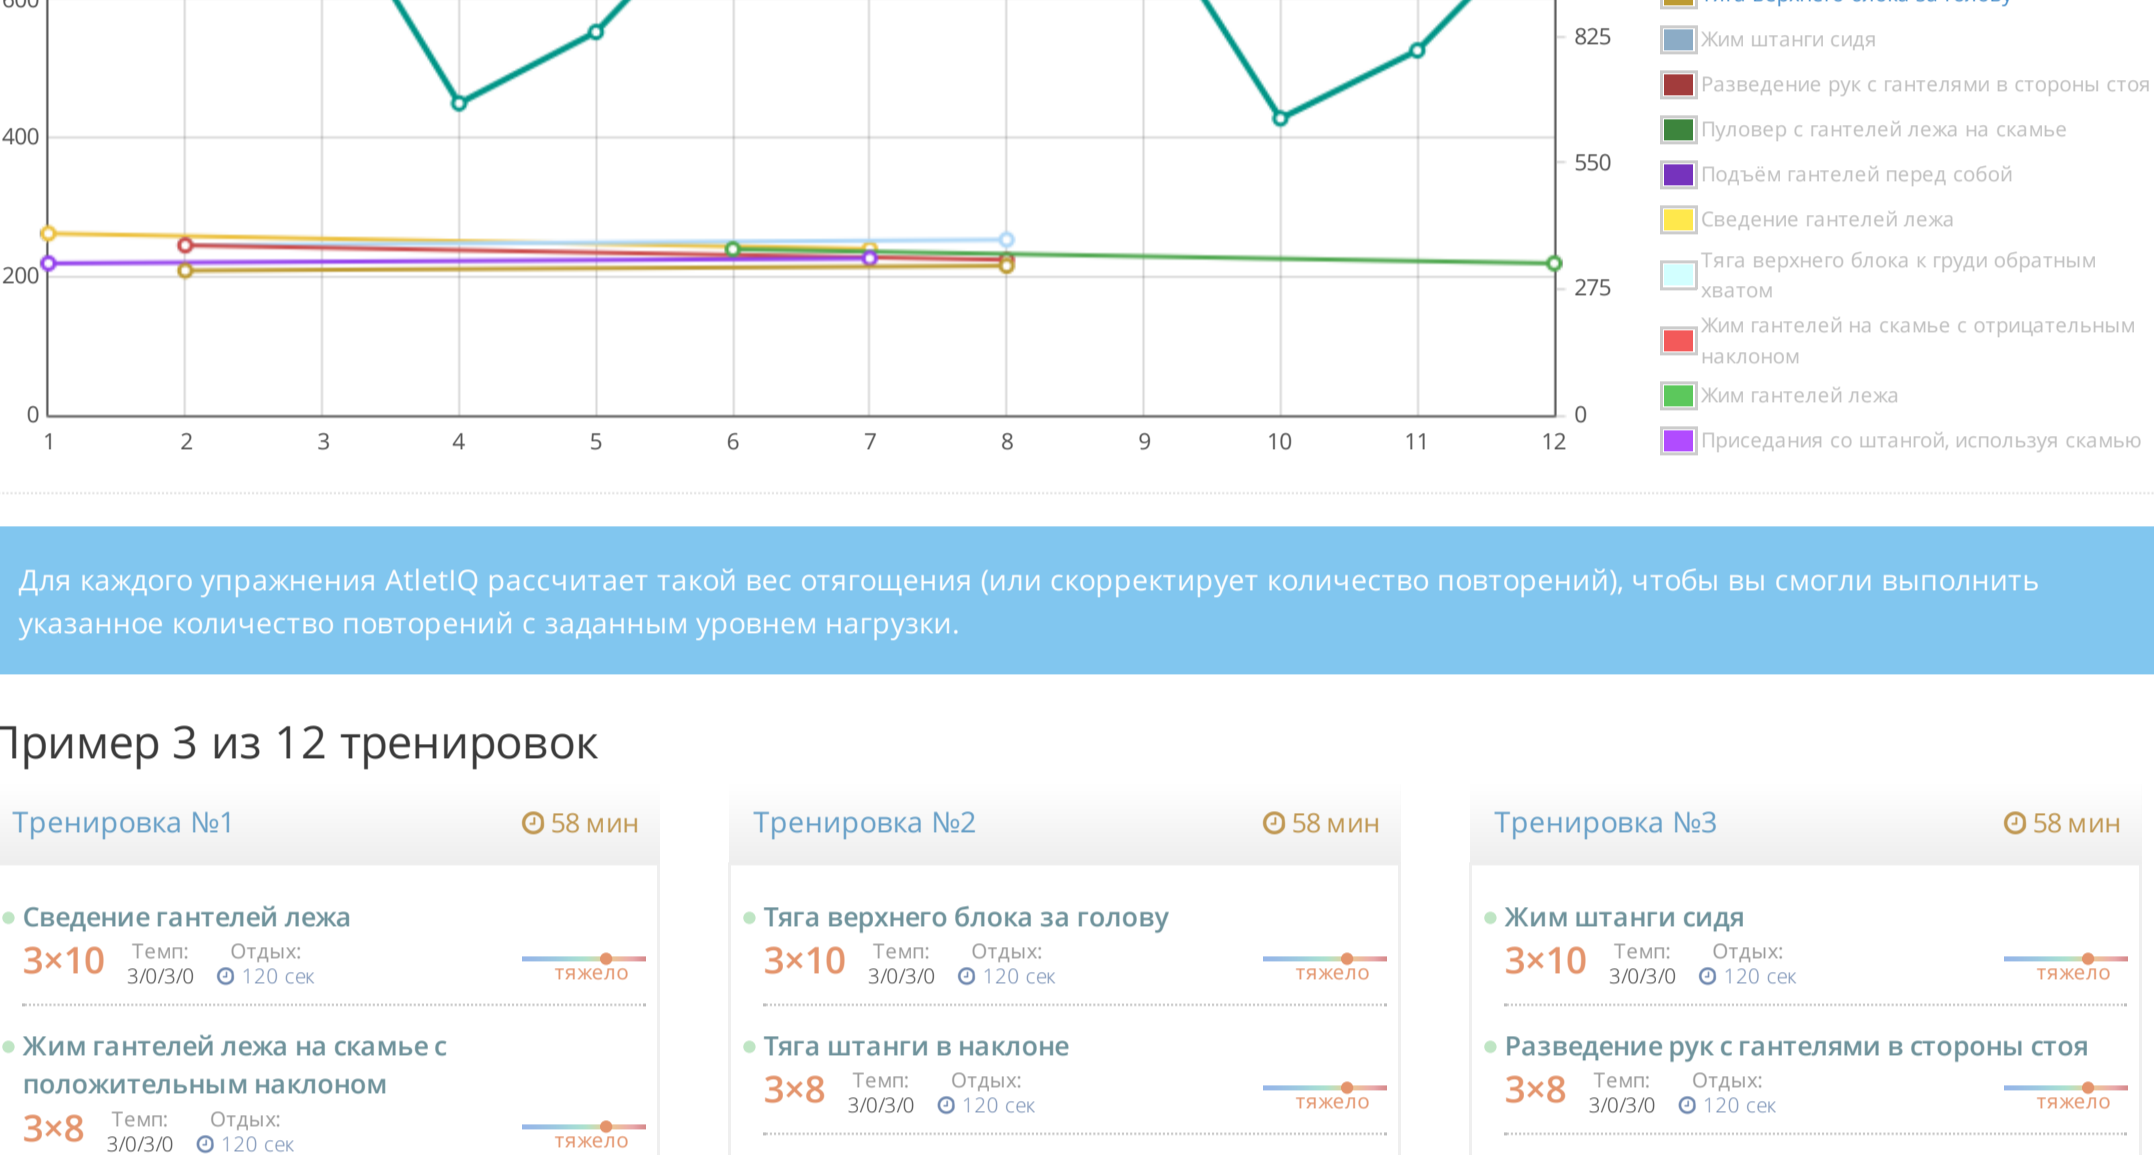 600
Тяга верхнего блока за голову
825
Жим штанги сидя
Разведение рук с гантелями в стороны стоя
400
Пуловер с гантелей лежа на скамье
550
Подъём гантелей перед собой
Сведение гантелей лежа
200
275
Тяга верхнего блока к груди обратным
хватом
Жим гантелей на скамье с отрицательным
наклоном
Жим гантелей лежа
0
0
Приседания со штангой, используя скамью
1 2 3 4 5 6 7 8 9 10 11 12
Для каждого упражнения AtletIQ рассчитает такой вес отягощения (или скорректирует количество повторений), чтобы вы смогли выполнить
указанное количество повторений с заданным уровнем нагрузки.
Пример 3 из 12 тренировок
Тренировка №1
58 мин
Сведение гантелей лежа
3×10 Темп: Отдых:
3/0/3/0 120 сек
тяжело
Жим гантелей лежа на скамье с
положительным наклоном
3×8 Темп: Отдых:
3/0/3/0 120 сек
тяжело
Тренировка №2
58 мин
Тяга верхнего блока за голову
3×10 Темп: Отдых:
3/0/3/0 120 сек
тяжело
Тяга штанги в наклоне
3×8 Темп: Отдых:
3/0/3/0 120 сек
тяжело
Тренировка №3
58 мин
Жим штанги сидя
3×10 Темп: Отдых:
3/0/3/0 120 сек
тяжело
Разведение рук с гантелями в стороны стоя
3×8 Темп: Отдых:
3/0/3/0 120 сек
тяжело